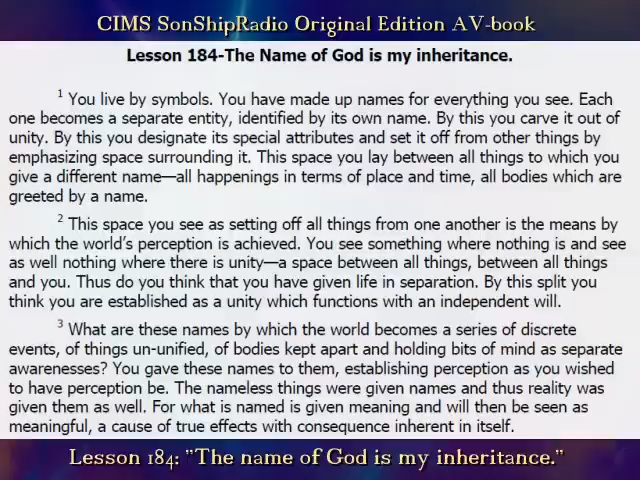 CIMS SonShipRadio Original Edition AV-book
Lesson 184-The Name of God is my inheritance.
1 You live by symbols. You have made up names for everything you see. Each
one becomes a separate entity, identified by its own name. By this you carve it out of
unity. By this you designate its special attributes and set it off from other things by
emphasizing space surrounding it. This space you lay between all things to which you
give a different name—all happenings in terms of place and time, all bodies which are
greeted by a name.
2 This space you see as setting off all things from one another is the means by
which the world's perception is achieved. You see something where nothing is and see
as well nothing where there is unity—a space between all things, between all things
and you. Thus do you think that you have given life in separation. By this split you
think you are established as a unity which functions with an independent will.
3 What are these names by which the world becomes a series of discrete
events, of things un-unified, of bodies kept apart and holding bits of mind as separate
awarenesses? You gave these names to them, establishing perception as you wished
to have perception be. The nameless things were given names and thus reality was
given them as well. For what is named is given meaning and will then be seen as
meaningful, a cause of true effects with consequence inherent in itself.
Lesson 184: "The name of God is my inheritance."